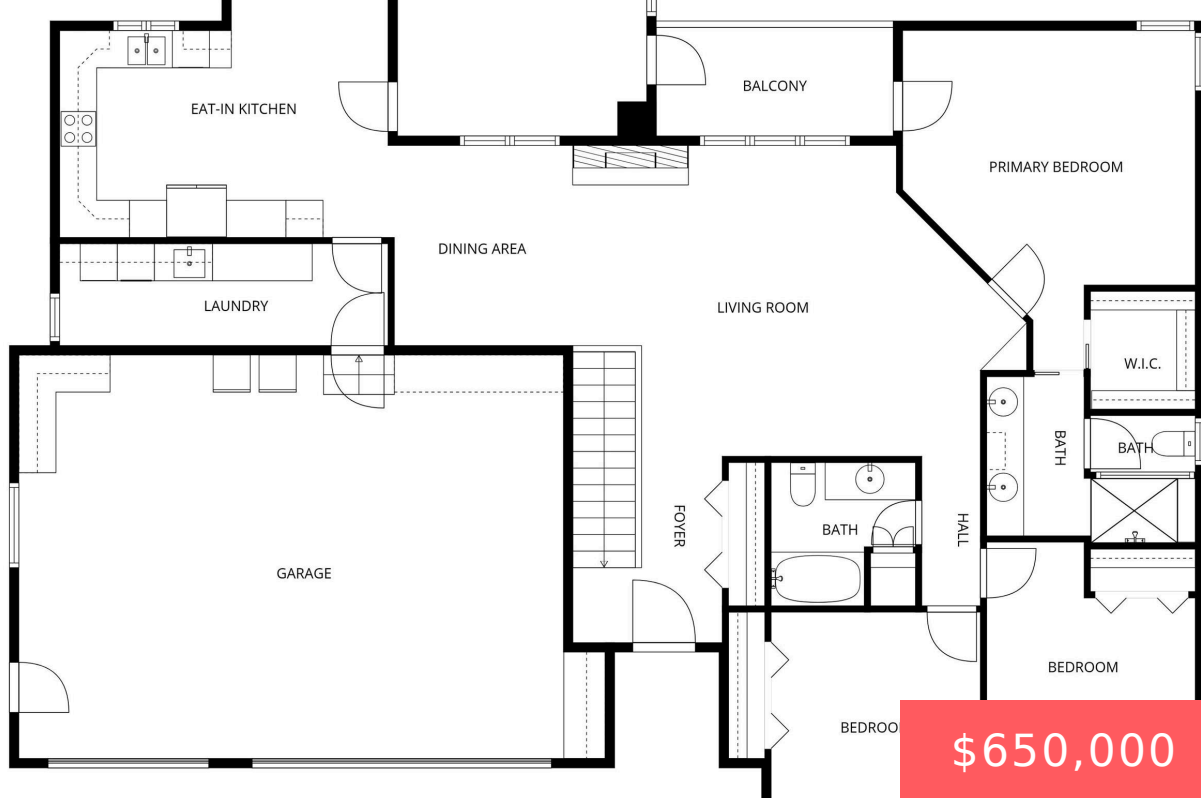 BALCONY
EAT-IN KITCHEN
PRIMARY BEDROOM
DINING AREA
LAUNDRY
LIVING ROOM
W.I.C.
BATH
BATH
FOYER
BATH
HALL
GARAGE
BEDROOM
BEDROO
$650,000